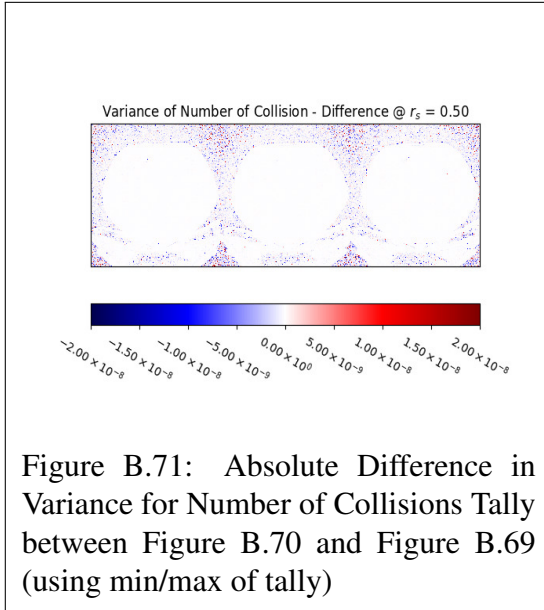 Variance of Number of Collision - Difference @ rₛ = 0.50
−2.00 × 10⁻⁸
−1.50 × 10⁻⁸
−1.00 × 10⁻⁸
−5.00 × 10⁻⁹
0.00 × 10⁰
5.00 × 10⁻⁹
1.00 × 10⁻⁸
1.50 × 10⁻⁸
2.00 × 10⁻⁸
Figure B.71: Absolute Difference in
Variance for Number of Collisions Tally
between Figure B.70 and Figure B.69
(using min/max of tally)